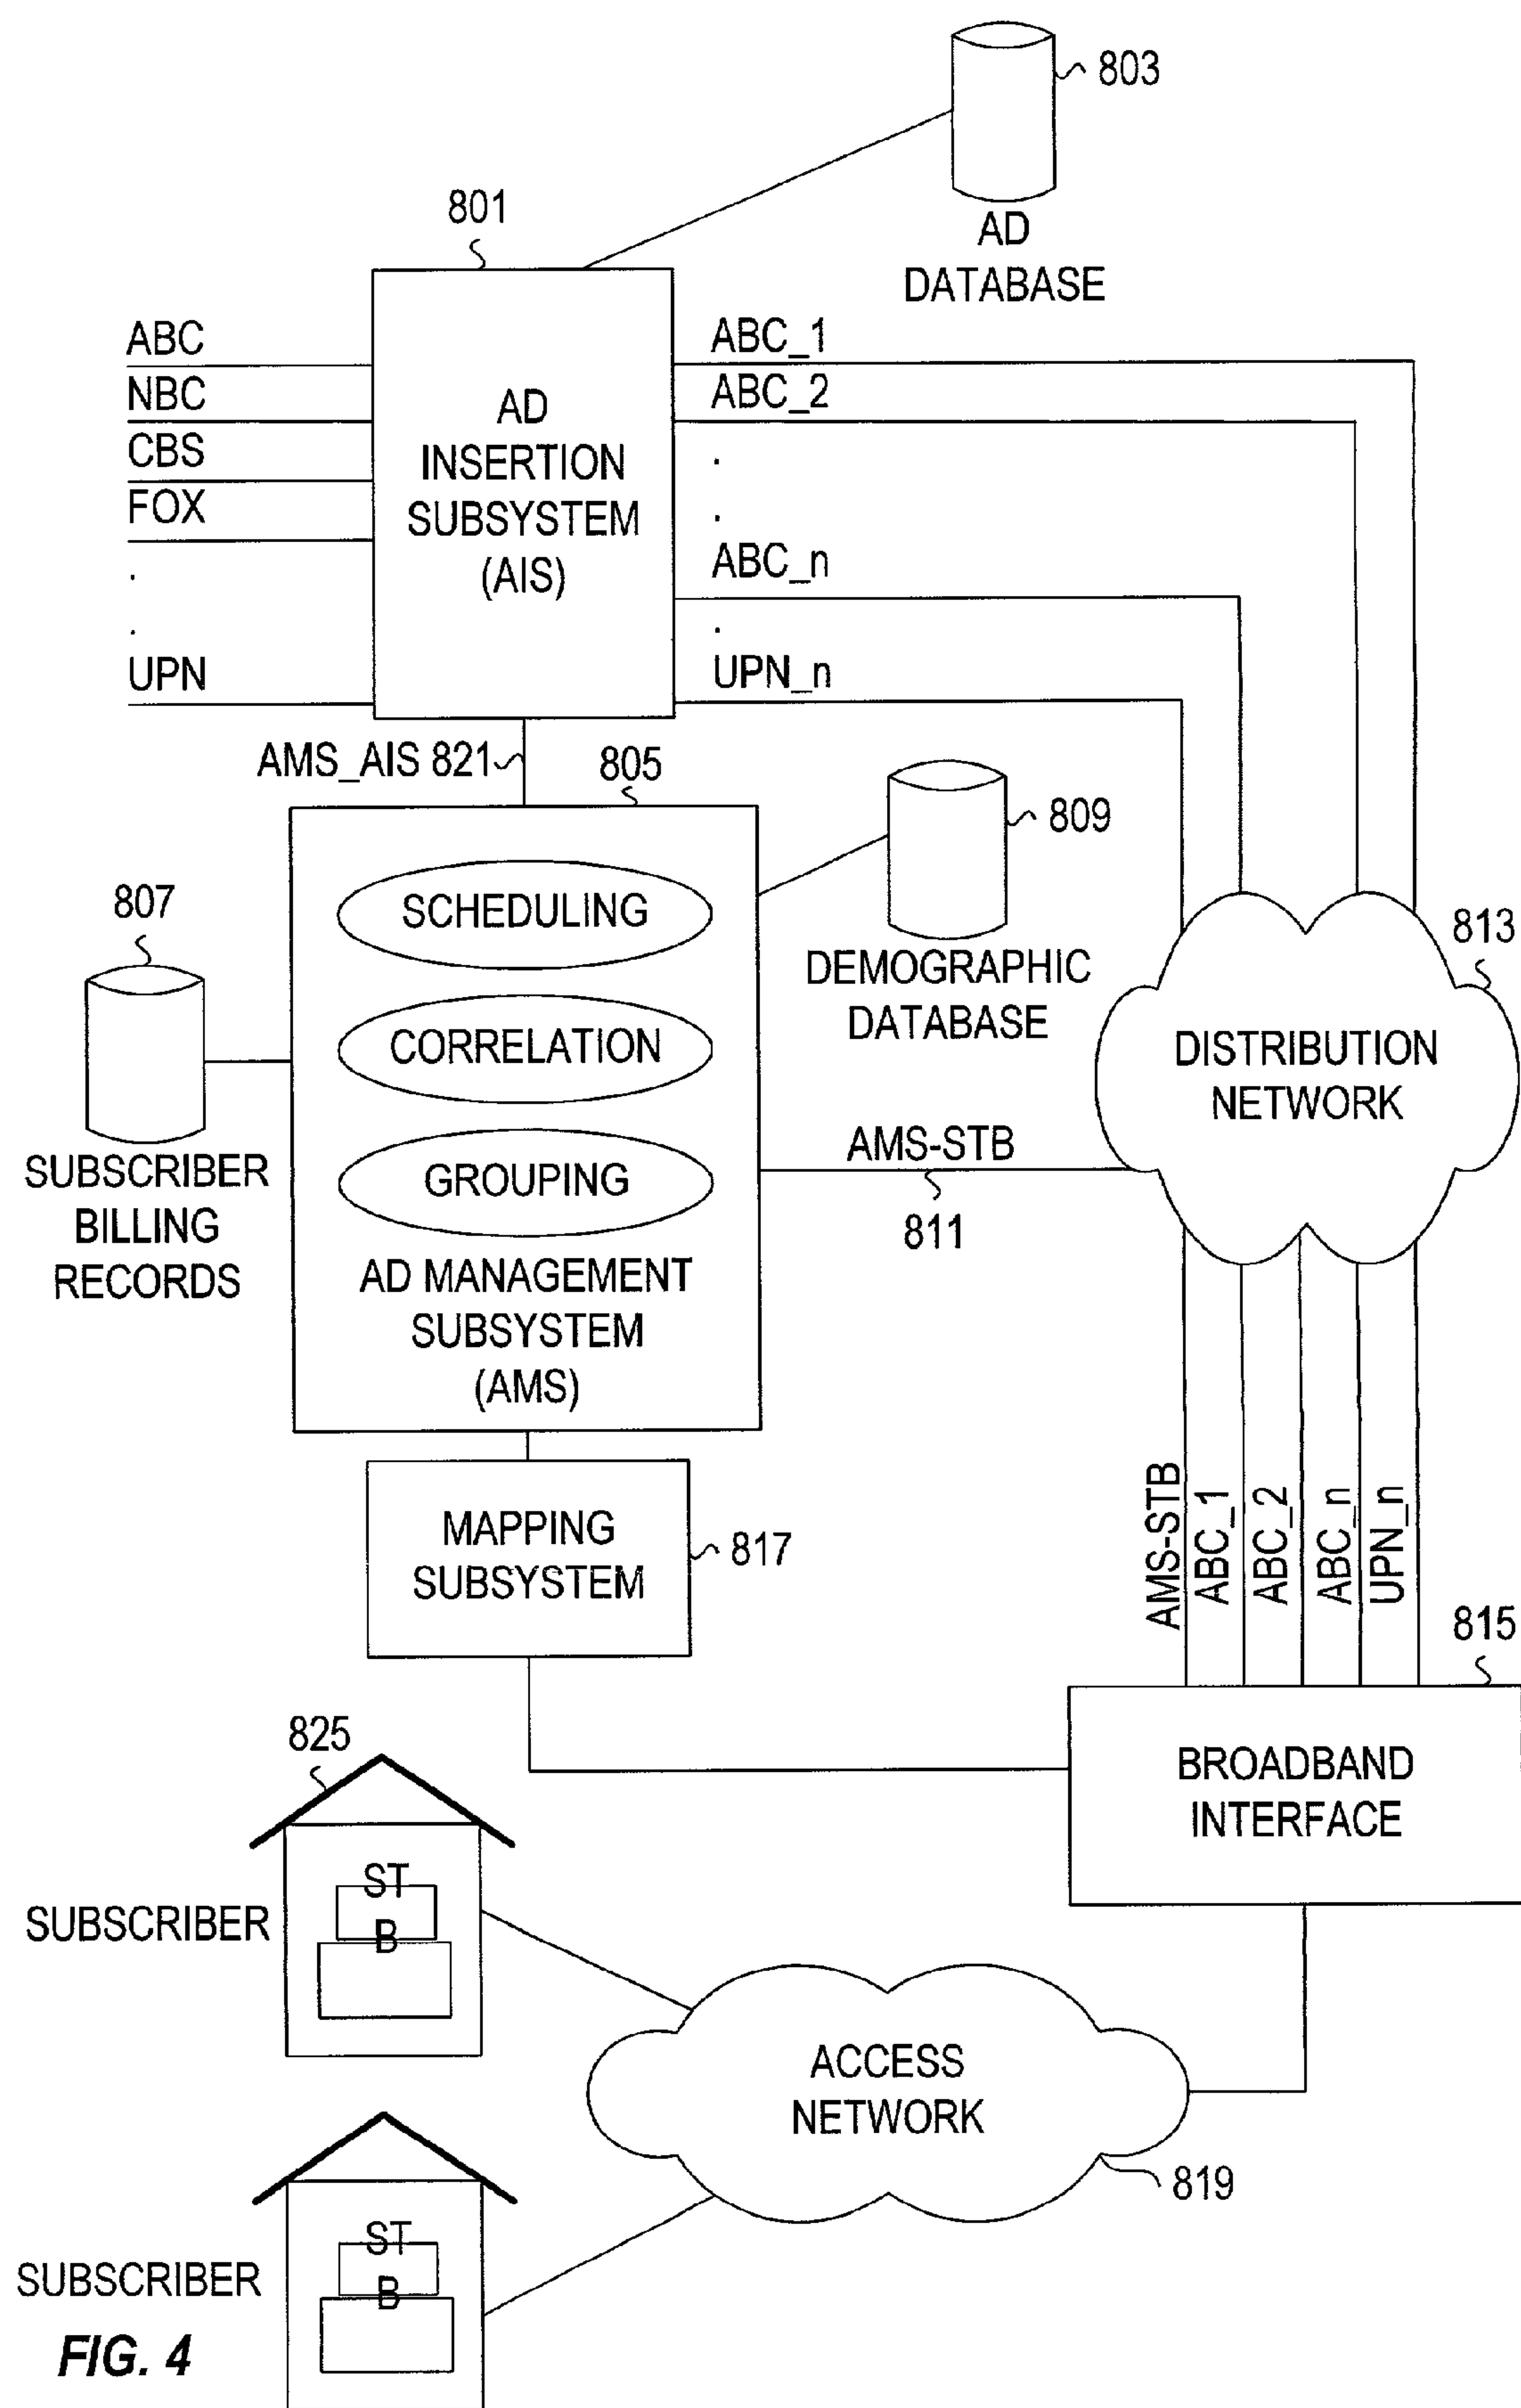 803
AD
DATABASE
801
ABC
NBC
CBS
FOX
.
.
UPN
AD
INSERTION
SUBSYSTEM
(AIS)
ABC_1
ABC_2
.
.
ABC_n
.
UPN_n
AMS_AIS 821
805
809
DEMOGRAPHIC
DATABASE
807
SUBSCRIBER
BILLING
RECORDS
SCHEDULING
CORRELATION
GROUPING
AD MANAGEMENT
SUBSYSTEM
(AMS)
AMS-STB
811
813
DISTRIBUTION
NETWORK
AMS-STB
ABC_1
ABC_2
ABC_n
UPN_n
MAPPING
SUBSYSTEM
817
815
BROADBAND
INTERFACE
825
SUBSCRIBER
ST
B
ACCESS
NETWORK
819
SUBSCRIBER
ST
B
FIG. 4